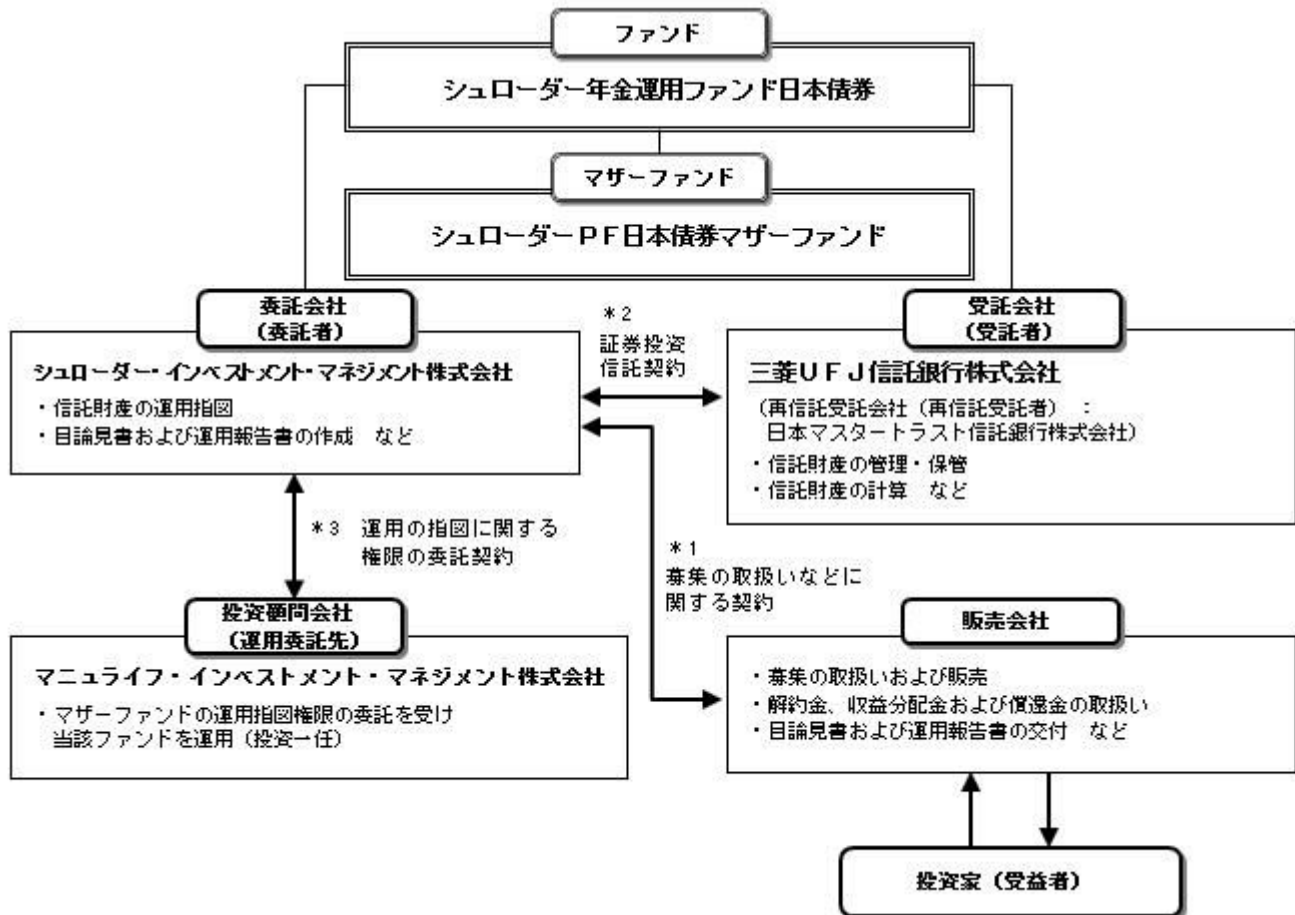 ファンド
シュローダー年金運用ファンド日本債券
マザーファンド
シュローダーPF日本債券マザーファンド
委託会社
(委託者)
シュローダー・インベストメント・マネジメント株式会社
・信託財産の運用指図
・目論見書および運用報告書の作成 など
*2
証券投資
信託契約
受託会社
(受託者)
三菱UFJ信託銀行株式会社
(再信託受託会社(再信託受託者) :
日本マスタートラスト信託銀行株式会社)
・信託財産の管理・保管
・信託財産の計算 など
*3 運用の指図に関する
権限の委託契約
*1
募集の取扱いなどに
関する契約
投資顧問会社
(運用委託先)
マニュライフ・インベストメント・マネジメント株式会社
・マザーファンドの運用指図権限の委託を受け
当該ファンドを運用(投資一任)
販売会社
・募集の取扱いおよび販売
・解約金、収益分配金および償還金の取扱い
・目論見書および運用報告書の交付 など
投資家(受益者)